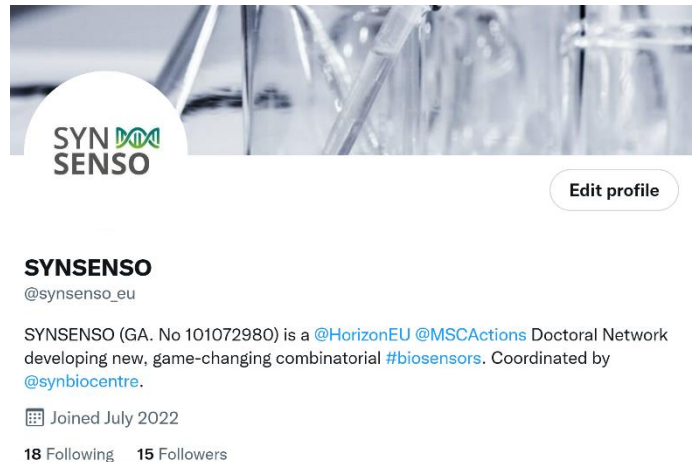 SYN
SENSO
Edit profile
SYNSENSO
@synsenso_eu
SYNSENSO (GA. No 101072980) is a @HorizonEU @MSCActions Doctoral Network
developing new, game-changing combinatorial #biosensors. Coordinated by
@synbiocentre.
Joined July 2022
18 Following 15 Followers